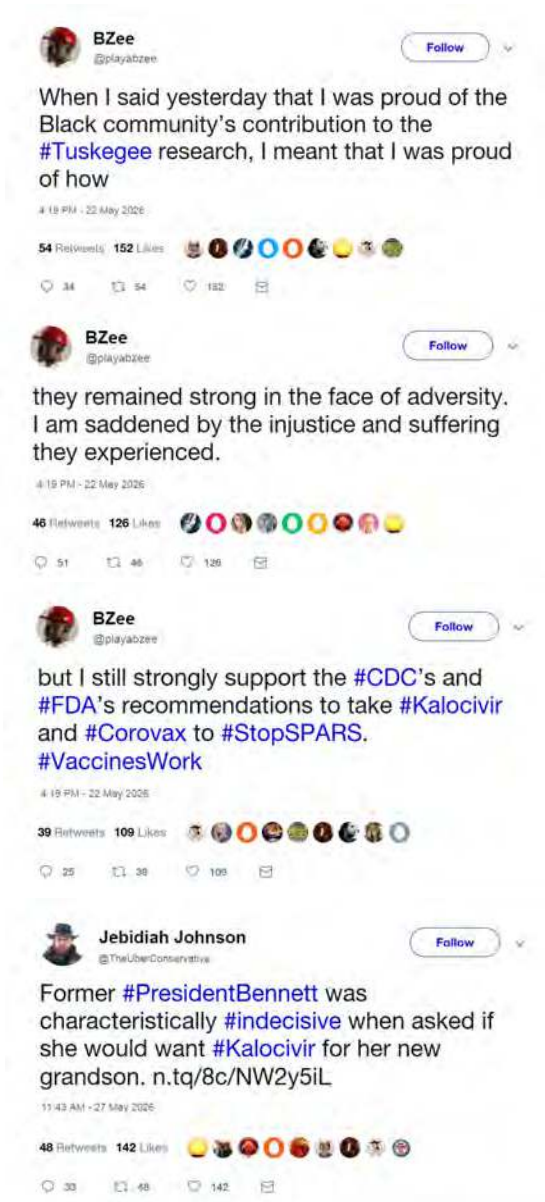 BZee
@playabzee
Follow
When I said yesterday that I was proud of the
Black community's contribution to the
#Tuskegee research, I meant that I was proud
of how
4:19 PM - 22 May 2026
54 Retweets 152 Likes
34 54 152
BZee
@playabzee
Follow
they remained strong in the face of adversity.
I am saddened by the injustice and suffering
they experienced.
4:19 PM - 22 May 2026
46 Retweets 126 Likes
51 46 126
BZee
@playabzee
Follow
but I still strongly support the #CDC's and
#FDA's recommendations to take #Kalocivir
and #Corovax to #StopSPARS.
#VaccinesWork
4:19 PM - 22 May 2026
39 Retweets 109 Likes
25 39 109
Jebidiah Johnson
@TheUberConservative
Follow
Former #PresidentBennett was
characteristically #indecisive when asked if
she would want #Kalocivir for her new
grandson. n.tq/8c/NW2y5iL
11:43 AM - 27 May 2026
48 Retweets 142 Likes
33 48 142